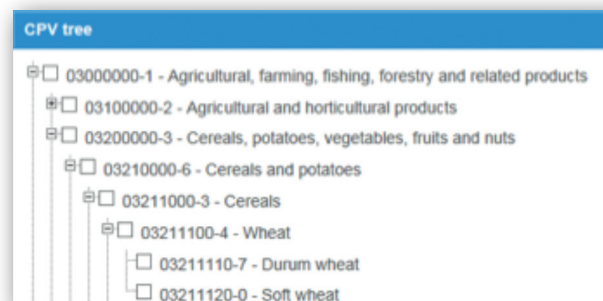 CPV tree
03000000-1 - Agricultural, farming, fishing, forestry and related products
03100000-2 - Agricultural and horticultural products
03200000-3 - Cereals, potatoes, vegetables, fruits and nuts
03210000-6 - Cereals and potatoes
03211000-3 - Cereals
03211100-4 - Wheat
03211110-7 - Durum wheat
03211120-0 - Soft wheat